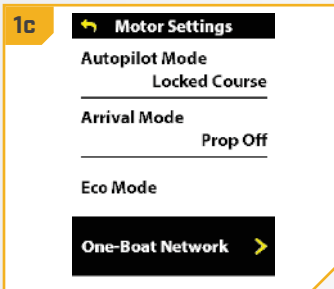 1c
Motor Settings
Autopilot Mode
Locked Course
Arrival Mode
Prop Off
Eco Mode
One-Boat Network